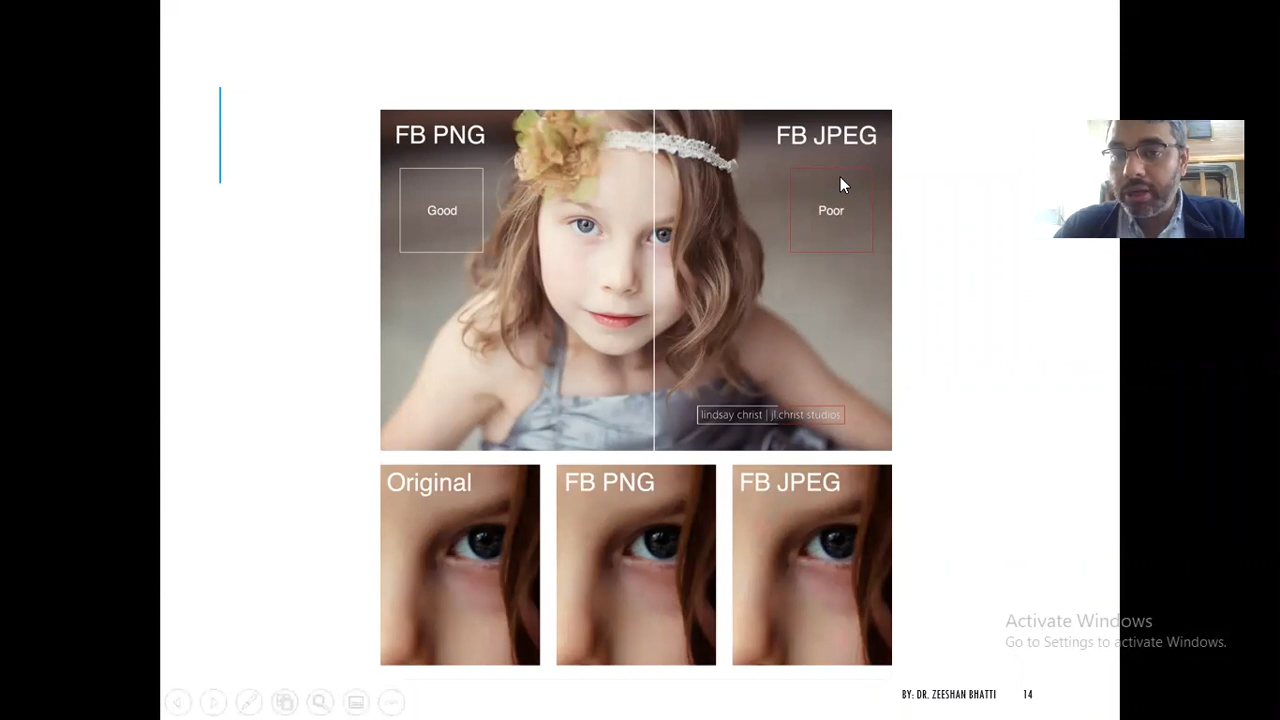 FB PNG
FB JPEG
Good
Poor
lindsay christ | jl.christ studios
Original
FB PNG
FB JPEG
Activate Windows
Go to Settings to activate Windows.
BY: DR. ZEESHAN BHATTI
14